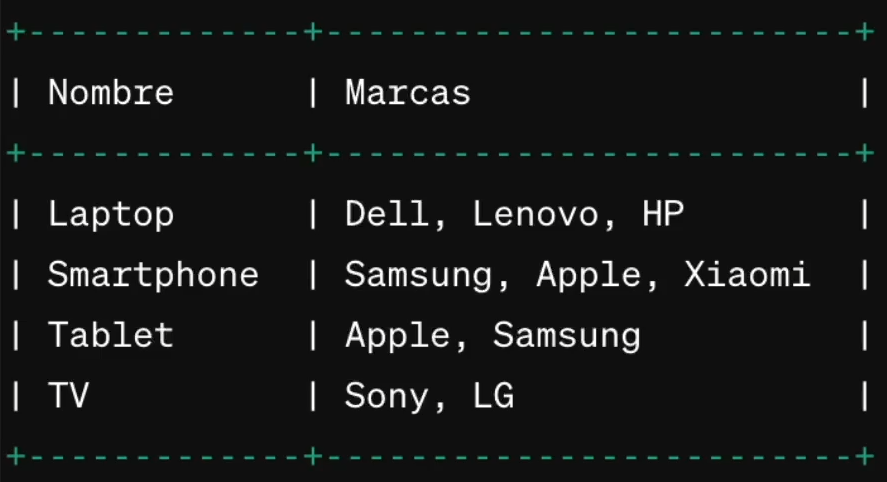 +-------------+-------------------------+
| Nombre      | Marcas                  |
+-------------+-------------------------+
| Laptop      | Dell, Lenovo, HP        |
| Smartphone  | Samsung, Apple, Xiaomi  |
| Tablet      | Apple, Samsung          |
| TV          | Sony, LG                |
+-------------+-------------------------+